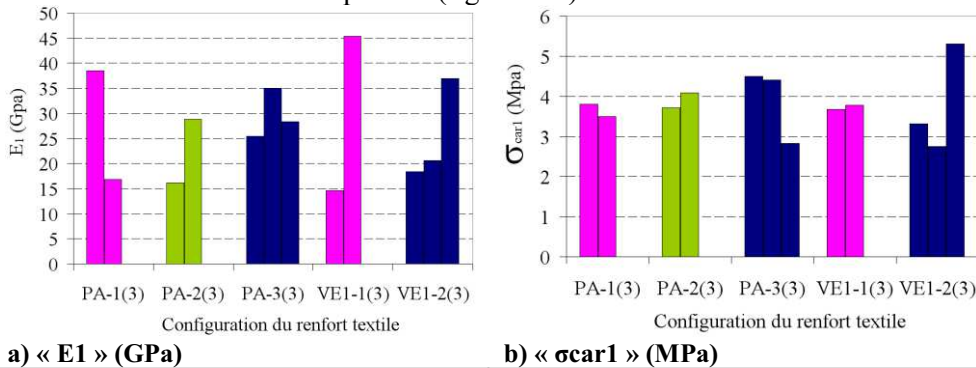 50
45
40
35
30
25
20
15
10
5
0
E1 (Gpa)
PA-1(3) PA-2(3) PA-3(3) VE1-1(3) VE1-2(3)
Configuration du renfort textile
a) « E1 » (GPa)
6
5
4
3
2
1
0
σcar1 (Mpa)
PA-1(3) PA-2(3) PA-3(3) VE1-1(3) VE1-2(3)
Configuration du renfort textile
b) « σcar1 » (MPa)